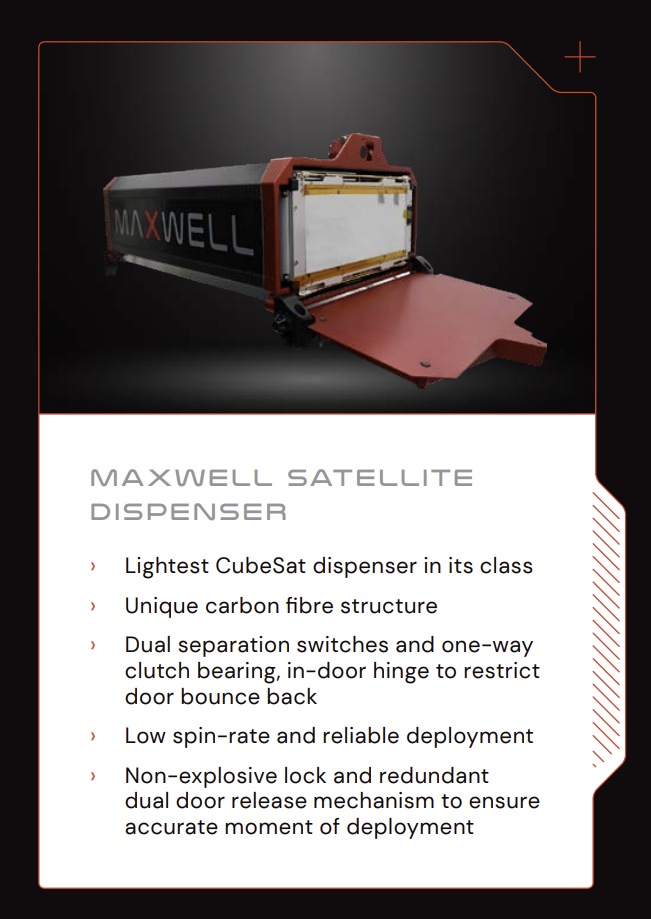 MAXWELL
MAXWELL SATELLITE
DISPENSER
› Lightest CubeSat dispenser in its class
› Unique carbon fibre structure
› Dual separation switches and one-way
clutch bearing, in-door hinge to restrict
door bounce back
› Low spin-rate and reliable deployment
› Non-explosive lock and redundant
dual door release mechanism to ensure
accurate moment of deployment